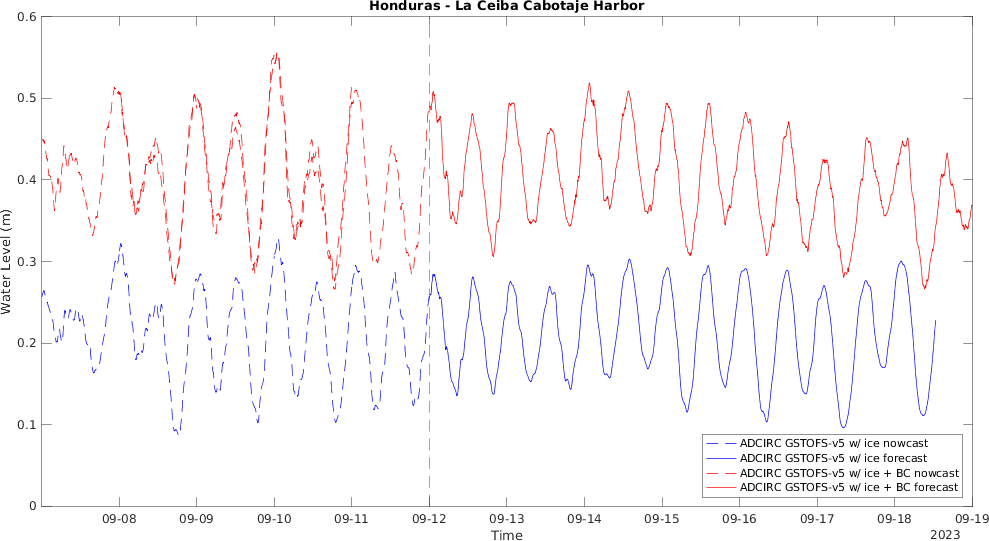 Honduras - La Ceiba Cabotaje Harbor
Water Level (m)
0.6
0.5
0.4
0.3
0.2
0.1
0
ADCIRC GSTOFS-v5 w/ ice nowcast
ADCIRC GSTOFS-v5 w/ ice forecast
ADCIRC GSTOFS-v5 w/ ice + BC nowcast
ADCIRC GSTOFS-v5 w/ ice + BC forecast
09-08 09-09 09-10 09-11 09-12 09-13 09-14 09-15 09-16 09-17 09-18 09-19
Time
2023